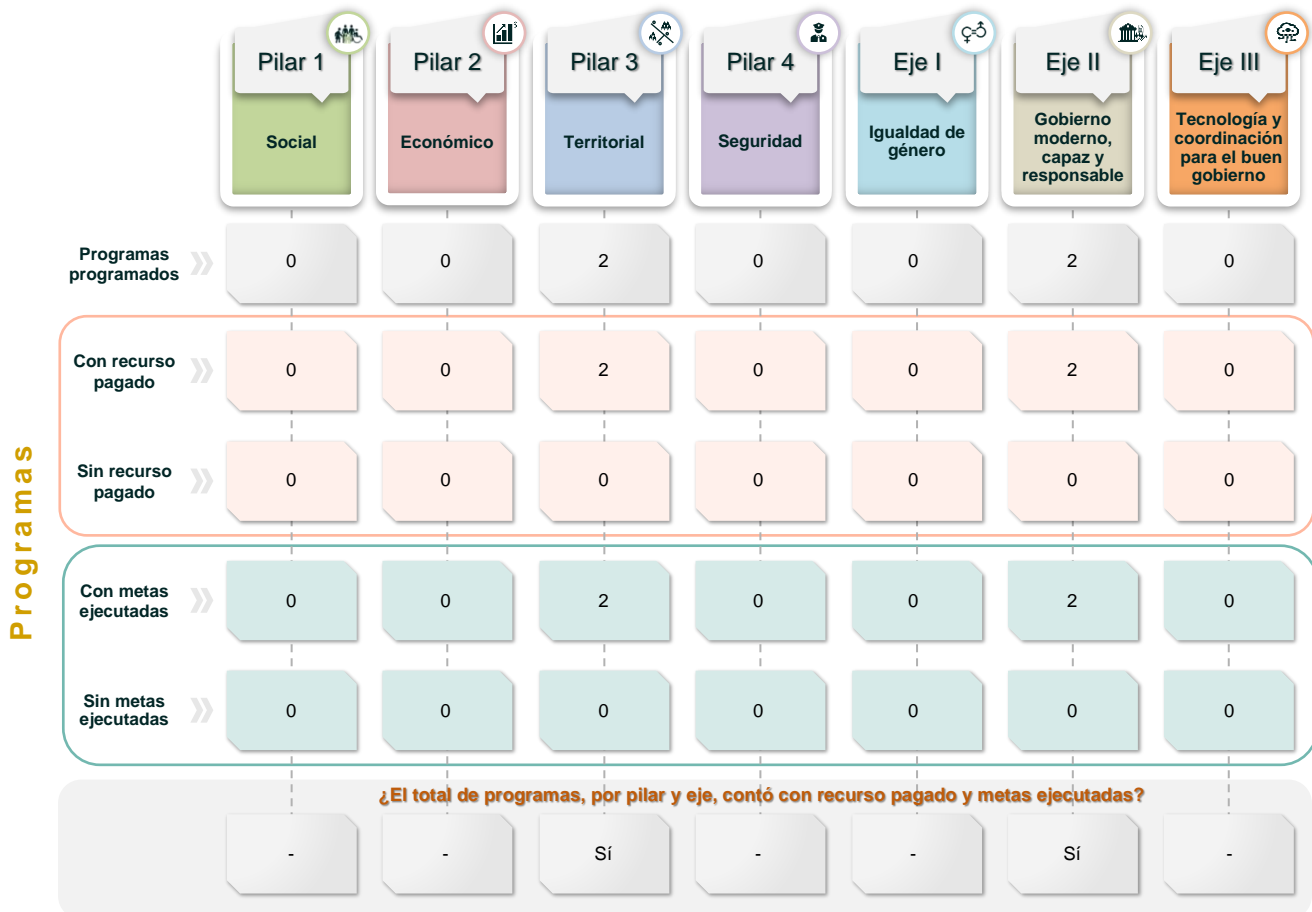 Pilar 1
Pilar 2
Pilar 3
Pilar 4
Eje I
Eje II
Eje III
Social
Económico
Territorial
Seguridad
Igualdad de
género
Gobierno
moderno,
capaz y
responsable
Tecnología y
coordinación
para el buen
gobierno
Programas
Programas
programados
0 0 2 0 0 2 0
Con recurso
pagado
0 0 2 0 0 2 0
Sin recurso
pagado
0 0 0 0 0 0 0
Con metas
ejecutadas
0 0 2 0 0 2 0
Sin metas
ejecutadas
0 0 0 0 0 0 0
¿El total de programas, por pilar y eje, contó con recurso pagado y metas ejecutadas?
- - Sí - - Sí -